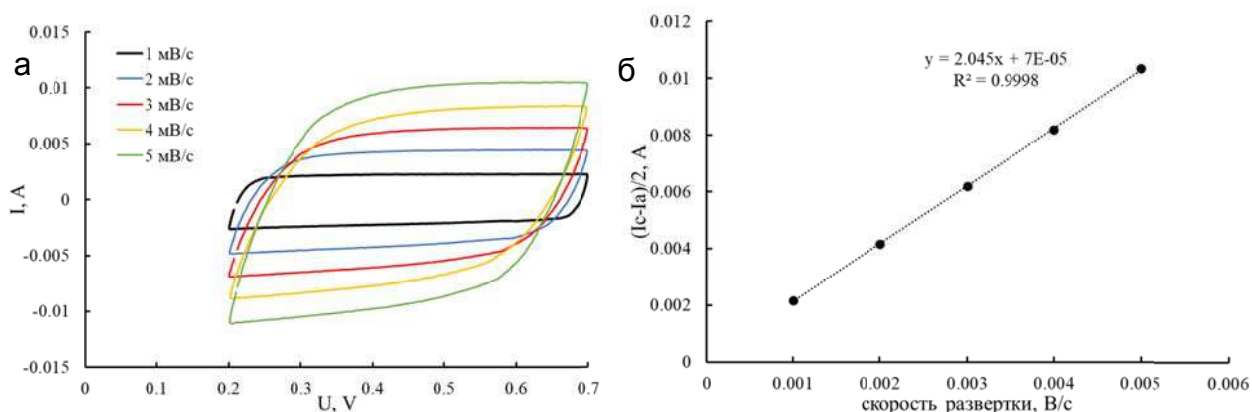 а
0.015
0.01
0.005
0
-0.005
-0.01
-0.015
I, A
1 мВ/с
2 мВ/с
3 мВ/с
4 мВ/с
5 мВ/с
0
0.1
0.2
0.3
0.4
0.5
0.6
0.7
U, V
б
0.012
0.01
0.008
0.006
0.004
0.002
0
(Ic-Ia)/2, A
y = 2.045x + 7E-05
R² = 0.9998
0
0.001
0.002
0.003
0.004
0.005
0.006
скорость развертки, В/с